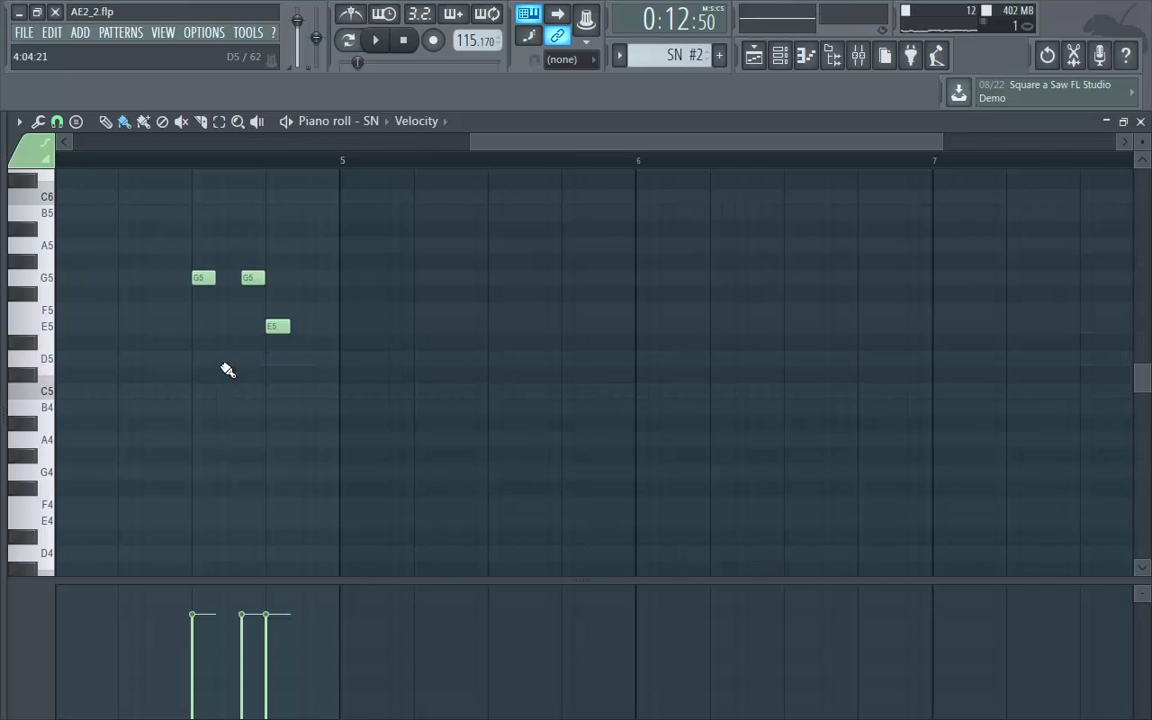 AE2_2.flp
FILE EDIT ADD PATTERNS VIEW OPTIONS TOOLS ?
4:04:21 D5 / 62
3.2.
115.170
(none)
0:12:50 M:S:CS
SN #2
12
402 MB
1
08/22 Square a Saw FL Studio
Demo
Piano roll - SN Velocity
5 6 7
C6
B5
A5
G5 G5 G5
F5
E5 E5
D5
C5
B4
A4
G4
F4
E4
D4